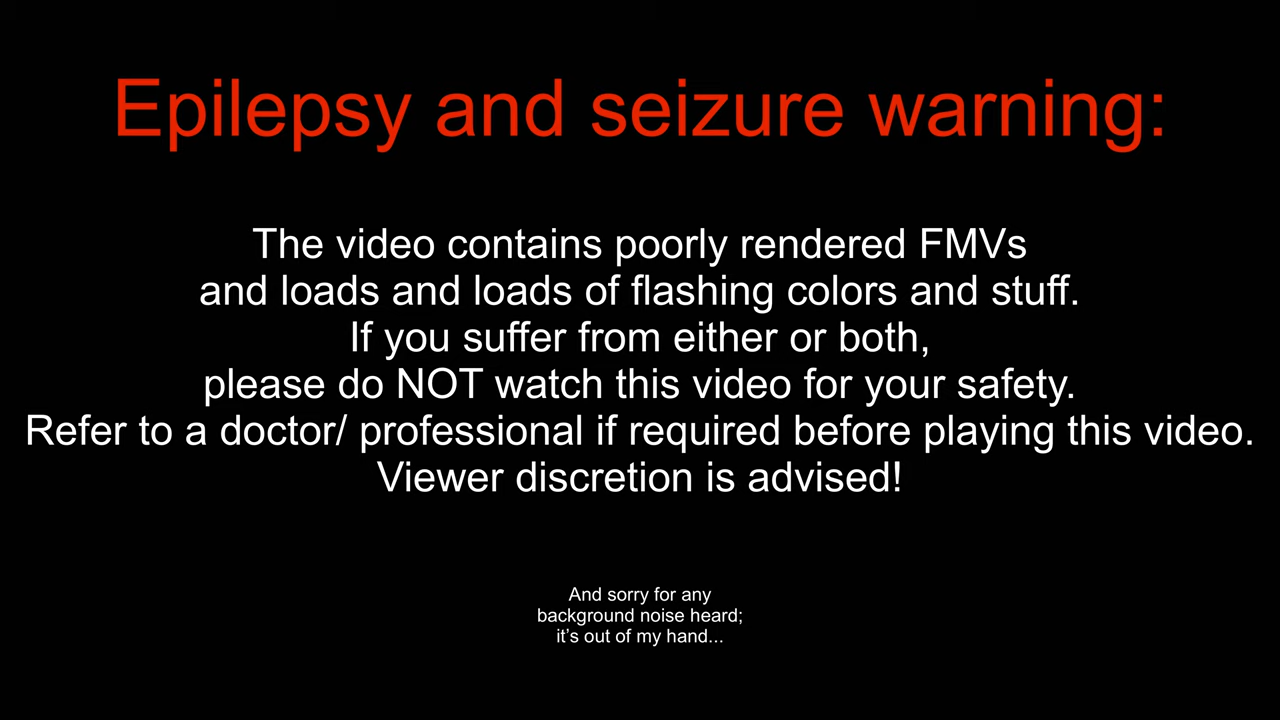 Epilepsy and seizure warning:
The video contains poorly rendered FMVs
and loads and loads of flashing colors and stuff.
If you suffer from either or both,
please do NOT watch this video for your safety.
Refer to a doctor/ professional if required before playing this video.
Viewer discretion is advised!
And sorry for any
background noise heard;
it’s out of my hand...